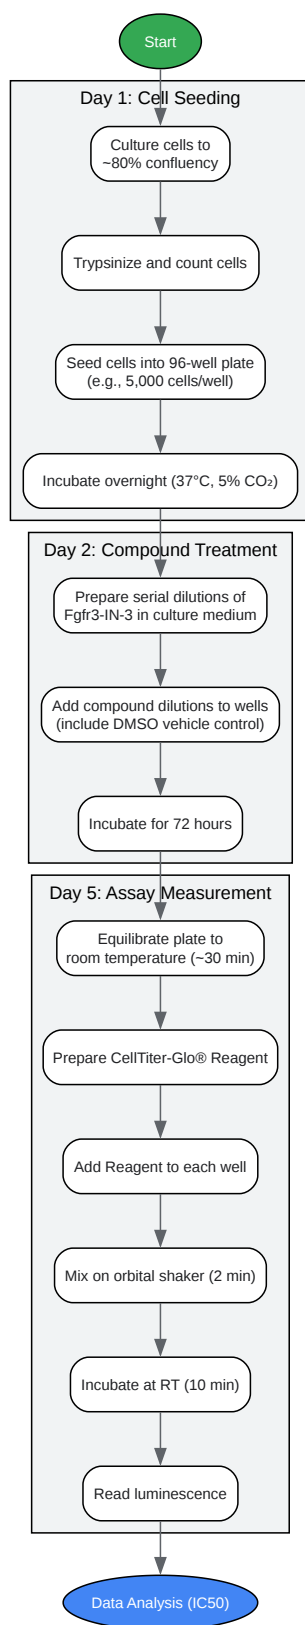 Start
Day 1: Cell Seeding
Culture cells to
~80% confluency
Trypsinize and count cells
Seed cells into 96-well plate
(e.g., 5,000 cells/well)
Incubate overnight (37°C, 5% CO₂)
Day 2: Compound Treatment
Prepare serial dilutions of
Fgfr3-IN-3 in culture medium
Add compound dilutions to wells
(include DMSO vehicle control)
Incubate for 72 hours
Day 5: Assay Measurement
Equilibrate plate to
room temperature (~30 min)
Prepare CellTiter-Glo® Reagent
Add Reagent to each well
Mix on orbital shaker (2 min)
Incubate at RT (10 min)
Read luminescence
Data Analysis (IC50)